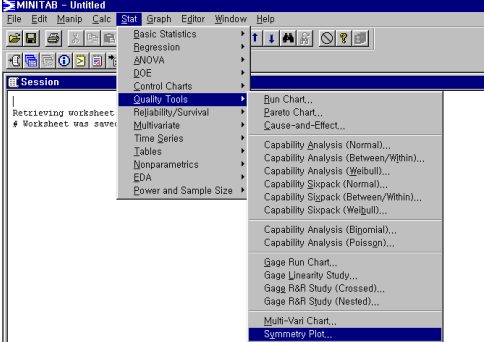 MINITAB - Untitled
File Edit Manip Calc Stat Graph Editor Window Help
Session
Retrieving worksheet
# Worksheet was saved
Basic Statistics
Regression
ANOVA
DOE
Control Charts
Quality Tools
Reliability/Survival
Multivariate
Time Series
Tables
Nonparametrics
EDA
Power and Sample Size
Run Chart...
Pareto Chart...
Cause-and-Effect...
Capability Analysis (Normal)...
Capability Analysis (Between/Within)...
Capability Analysis (Weibull)...
Capability Sixpack (Normal)...
Capability Sixpack (Between/Within)...
Capability Sixpack (Weibull)...
Capability Analysis (Binomial)...
Capability Analysis (Poisson)...
Gage Run Chart...
Gage Linearity Study...
Gage R&R Study (Crossed)...
Gage R&R Study (Nested)...
Multi-Vari Chart...
Symmetry Plot...